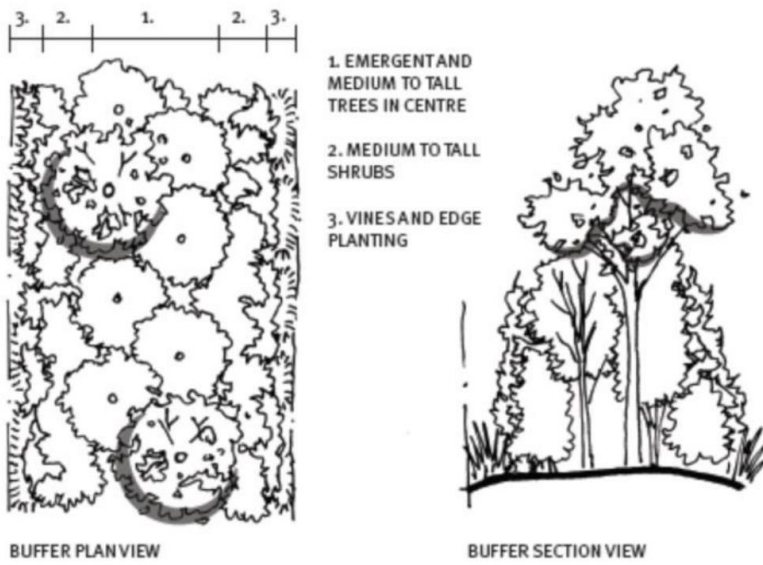 3. 2. 1. 2. 3.
1. EMERGENT AND
MEDIUM TO TALL
TREES IN CENTRE
2. MEDIUM TO TALL
SHRUBS
3. VINES AND EDGE
PLANTING
BUFFER PLAN VIEW
BUFFER SECTION VIEW